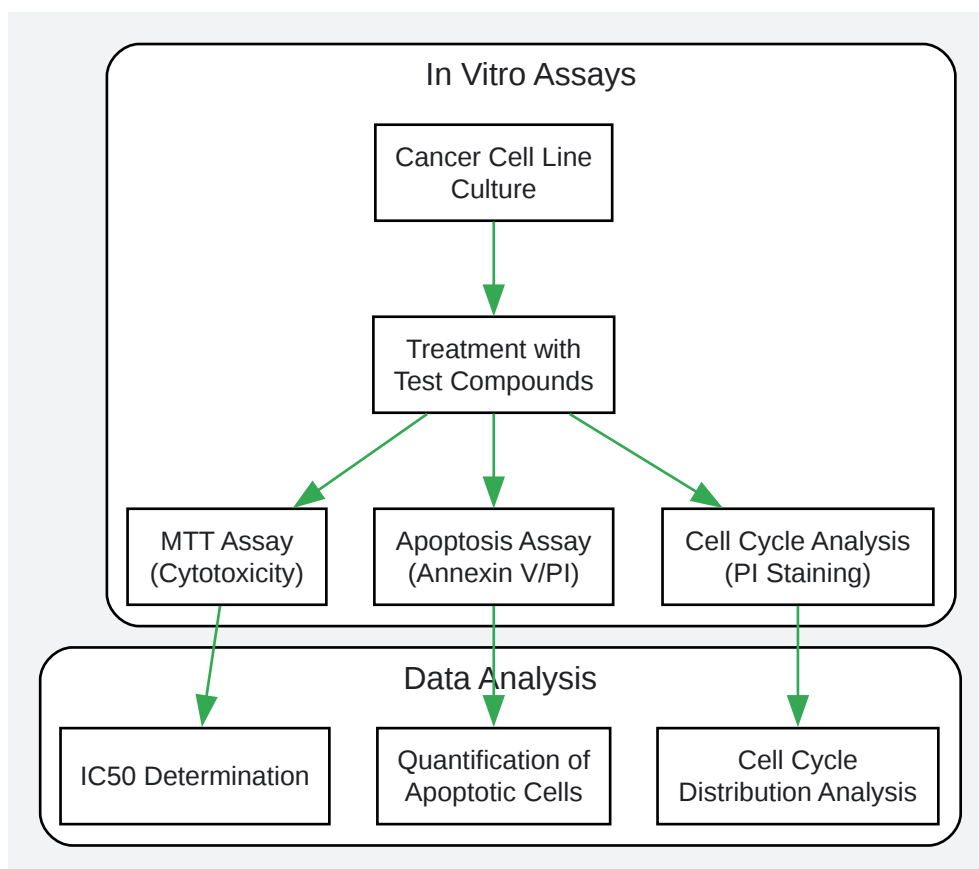 In Vitro Assays
Cancer Cell Line
Culture
Treatment with
Test Compounds
MTT Assay
(Cytotoxicity)
Apoptosis Assay
(Annexin V/PI)
Cell Cycle Analysis
(PI Staining)
Data Analysis
IC50 Determination
Quantification of
Apoptotic Cells
Cell Cycle
Distribution Analysis